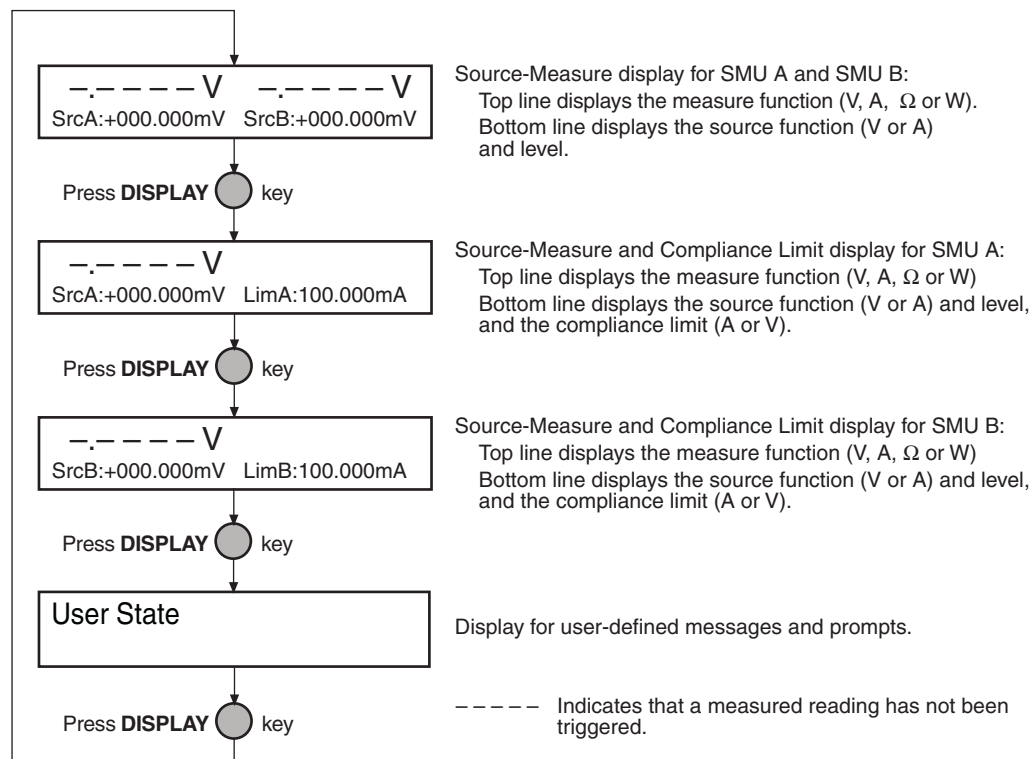 –.– – – – V –.– – – – V
SrcA:+000.000mV SrcB:+000.000mV
Source-Measure display for SMU A and SMU B:
Top line displays the measure function (V, A, Ω or W).
Bottom line displays the source function (V or A)
and level.
Press DISPLAY key
–.– – – – V
SrcA:+000.000mV LimA:100.000mA
Source-Measure and Compliance Limit display for SMU A:
Top line displays the measure function (V, A, Ω or W)
Bottom line displays the source function (V or A) and level,
and the compliance limit (A or V).
Press DISPLAY key
–.– – – – V
SrcB:+000.000mV LimB:100.000mA
Source-Measure and Compliance Limit display for SMU B:
Top line displays the measure function (V, A, Ω or W)
Bottom line displays the source function (V or A) and level,
and the compliance limit (A or V).
Press DISPLAY key
User State
Display for user-defined messages and prompts.
Press DISPLAY key
– – – – – Indicates that a measured reading has not been
triggered.